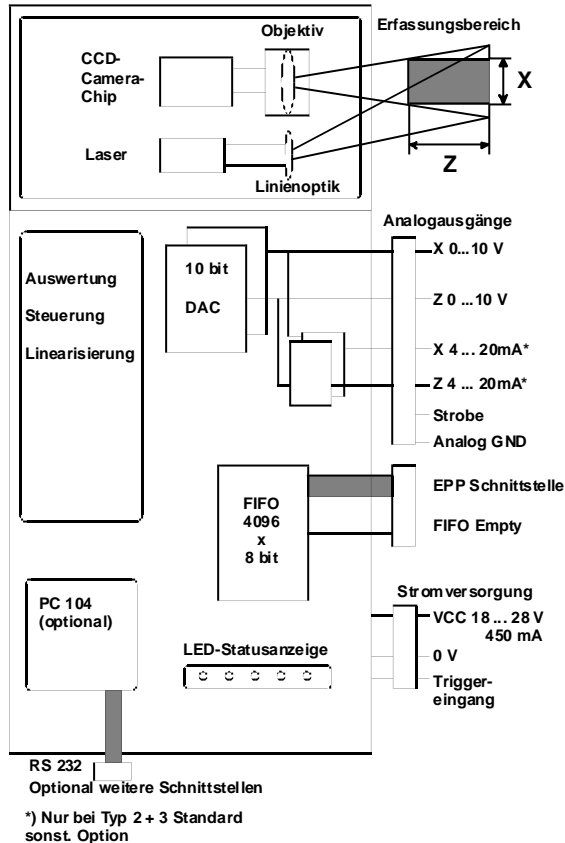 Objektiv
Erfassungsbereich
CCD-
Camera-
Chip
X
Laser
Linienoptik
Z
Analogausgänge
10 bit
DAC
X 0...10 V
Auswertung
Steuerung
Linearisierung
Z 0 ... 10 V
X 4 ... 20mA*
Z 4 ... 20mA*
Strobe
Analog GND
FIFO
4096
x
8 bit
EPP Schnittstelle
FIFO Empty
PC 104
(optional)
Stromversorgung
VCC 18 ... 28 V
450 mA
LED-Statusanzeige
0 V
Trigger-
eingang
RS 232
Optional weitere Schnittstellen
*) Nur bei Typ 2 + 3 Standard
sonst. Option